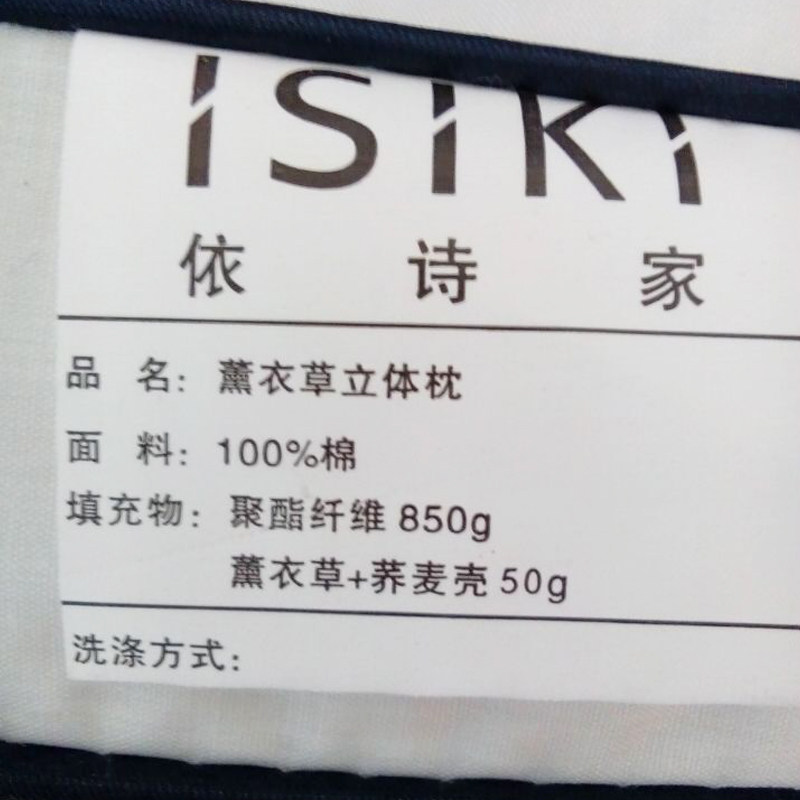 ISIKI
依诗家
品 名：薰衣草立体枕
面 料：100%棉
填充物：聚酯纤维 850g
薰衣草+荞麦壳 50g
洗涤方式：